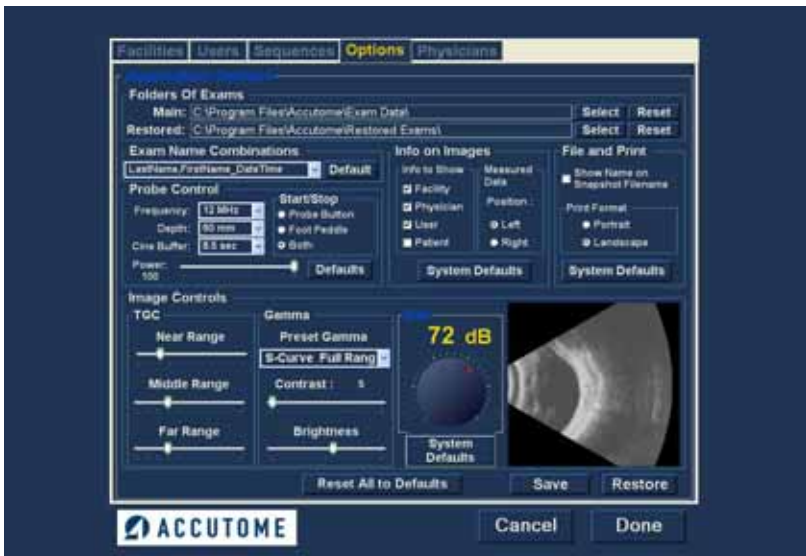 Facilities Users Sequences Options Physicians
Folders Of Exams
Main: C:\Program Files\Accutome\Exam Data\ Select Reset
Restored: C:\Program Files\Accutome\Restored Exams\ Select Reset
Exam Name Combinations
LastName,FirstName_DateTime Default
Probe Control
Frequency: 12 MHz
Depth: 60 mm
Cine Buffer: 8.5 sec
Power: 100
Start/Stop
Probe Button
Foot Peddle
Both
Defaults
Info on Images
Info to Show
Facility
Physician
User
Patient
Measured Data
Position :
Left
Right
System Defaults
File and Print
Show Name on
Snapshot Filename
Print Format
Portrait
Landscape
System Defaults
Image Controls
TGC
Near Range
Middle Range
Far Range
Gamma
Preset Gamma
S-Curve Full Rang
Contrast : 5
Brightness
72 dB
System
Defaults
Reset All to Defaults Save Restore
ACCUTOME Cancel Done